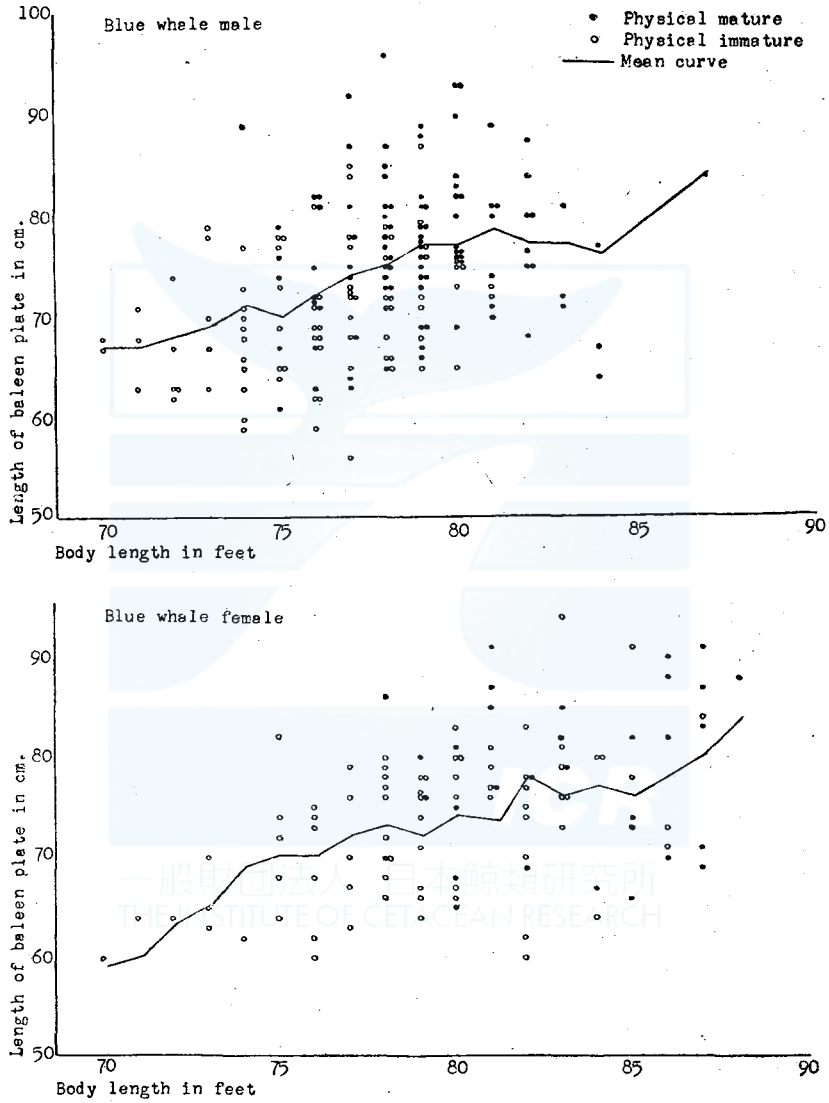 100
Blue whale male
• Physical mature
○ Physical immature
Mean curve
90
80
70
60
50
Length of baleen plate in cm.
70 75 80 85 90
Body length in feet
Blue whale female
90
80
70
60
50
Length of baleen plate in cm.
ICR
一般財団法人 日本鯨類研究所
THE INSTITUTE OF CETACEAN RESEARCH
70 75 80 85 90
Body length in feet